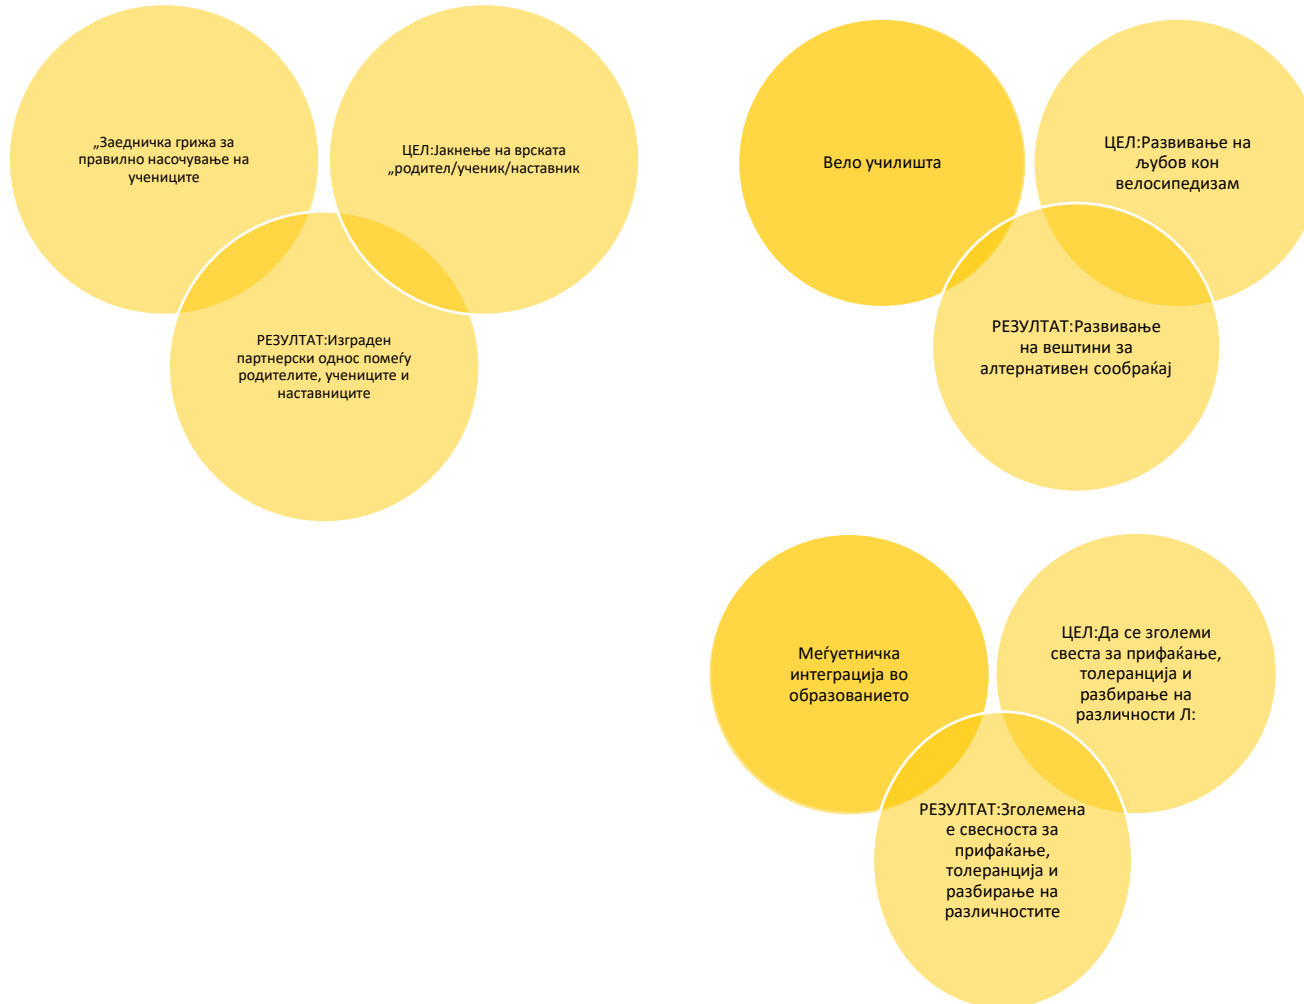 „Заедничка грижа за
правилно насочување на
учениците
ЦЕЛ:Јакнење на врската
„родител/ученик/наставник
РЕЗУЛТАТ:Изграден
партнерски однос помеѓу
родителите, учениците и
наставниците
Вело училишта
ЦЕЛ:Развивање на
љубов кон
велосипедизам
РЕЗУЛТАТ:Развивање
на вештини за
алтернативен сообраќај
Меѓуетничка
интеграција во
образованието
ЦЕЛ:Да се зголеми
свеста за прифаќање,
толеранција и
разбирање на
различности Л:
РЕЗУЛТАТ:Зголемена
е свесноста за
прифаќање,
толеранција и
разбирање на
различностите